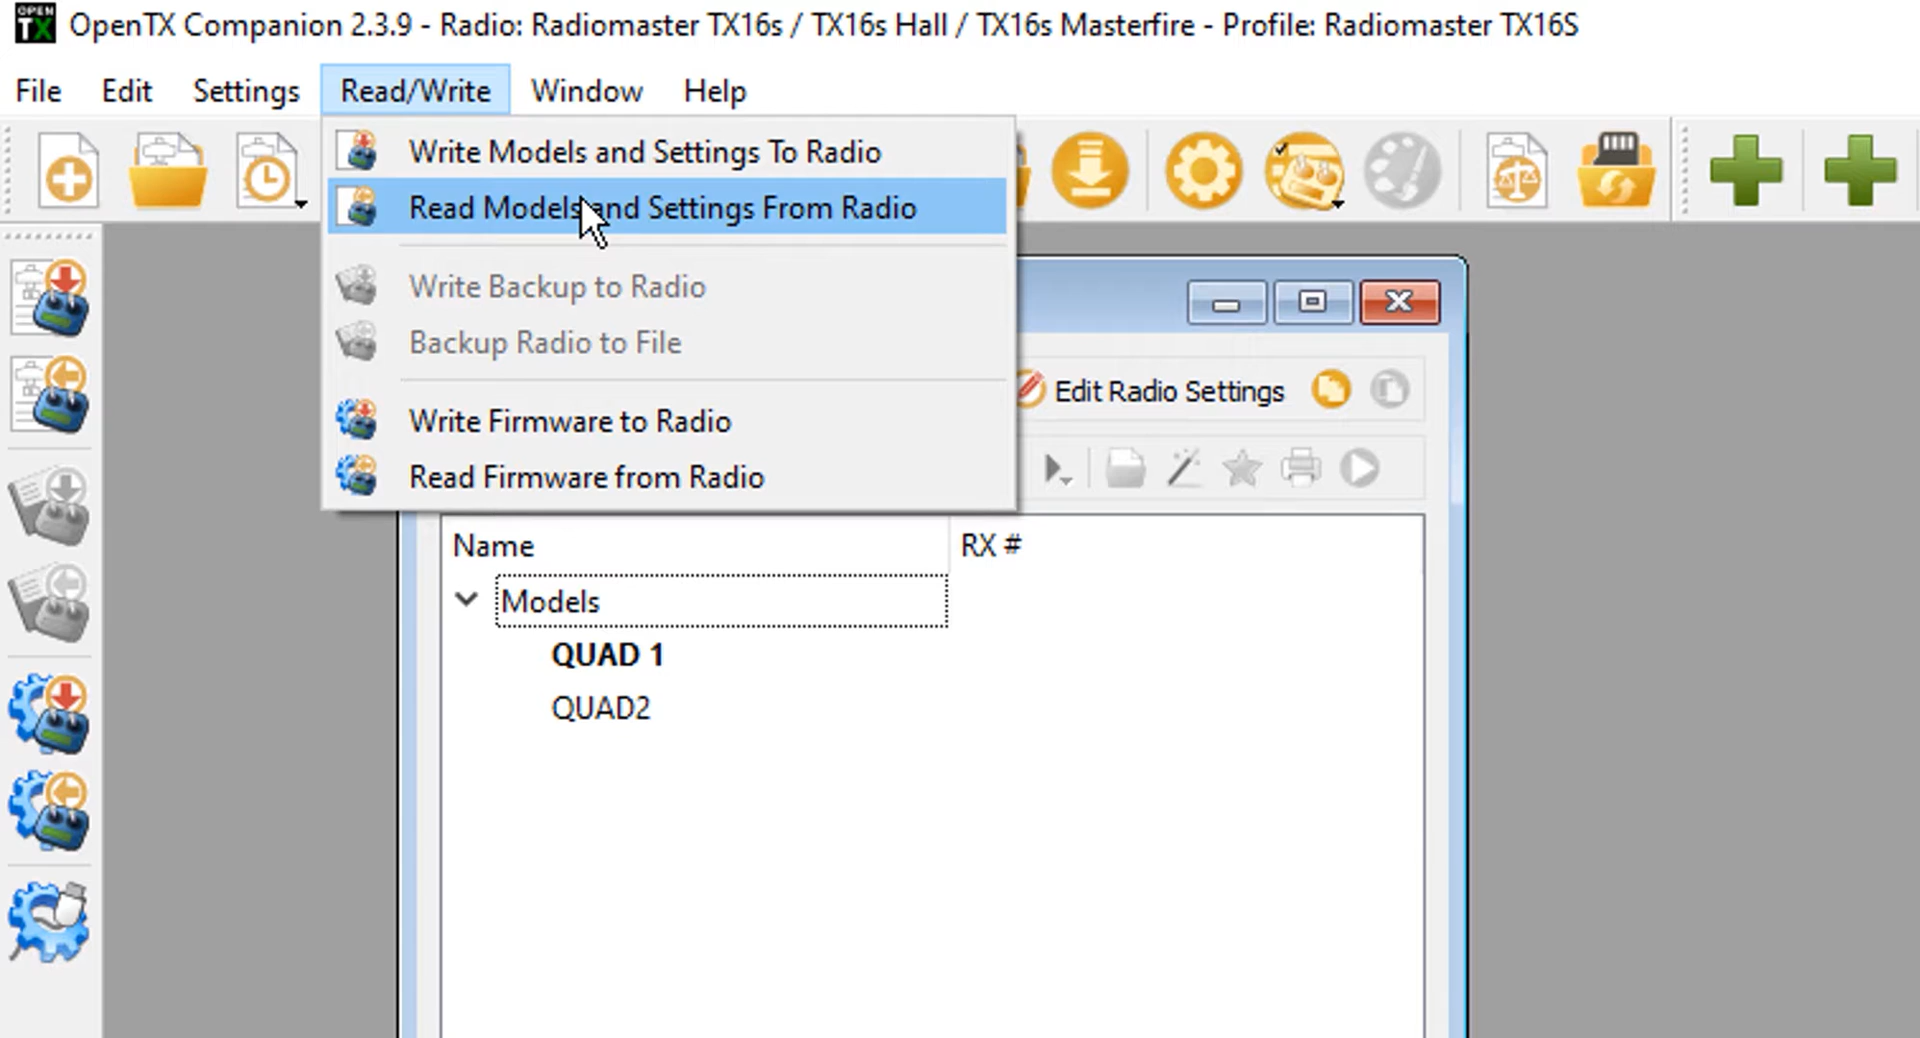 OPEN
TX
OpenTX Companion 2.3.9 - Radio: Radiomaster TX16s / TX16s Hall / TX16s Masterfire - Profile: Radiomaster TX16S
File Edit Settings Read/Write Window Help
Write Models and Settings To Radio
Read Models and Settings From Radio
Write Backup to Radio
Backup Radio to File
Edit Radio Settings
Write Firmware to Radio
Read Firmware from Radio
Name RX #
Models
QUAD 1
QUAD2